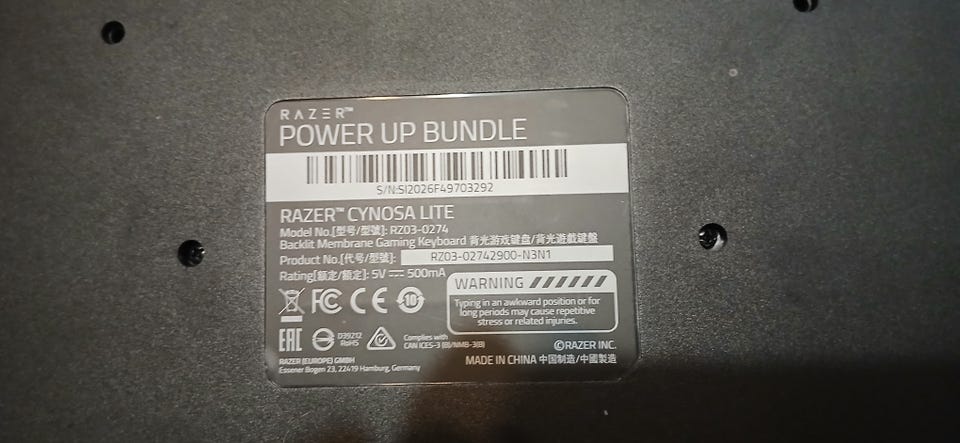 RAZER™
POWER UP BUNDLE
S/N:SI2026F49703292
RAZER™ CYNOSA LITE
Model No.[型号/型號]: RZ03-0274
Backlit Membrane Gaming Keyboard 背光游戏键盘/背光遊戲鍵盤
Product No.[代号/型號]: RZ03-02742900-N3N1
Rating[额定/額定]: 5V⎓500mA
WARNING
Typing in an awkward position or for
long periods may cause repetitive
stress or related injuries.
FC CE 10
EAC D39212
RoHS
Complies with
CAN ICES-3 (B)/NMB-3(B)
©RAZER INC.
RAZER (EUROPE) GMBH
Essener Bogen 23, 22419 Hamburg, Germany
MADE IN CHINA 中国制造/中國製造